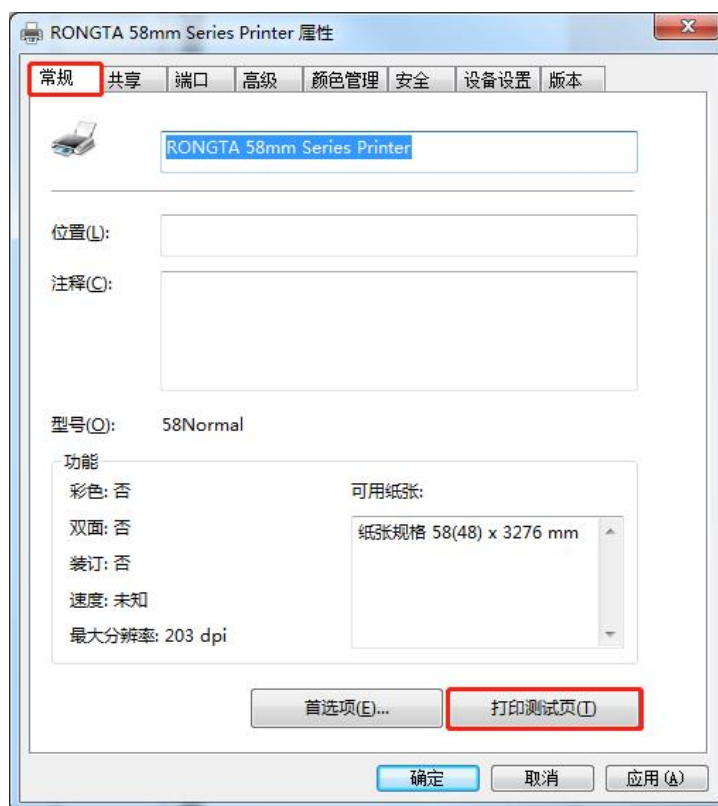 RONGTA 58mm Series Printer 属性
常规 共享 端口 高级 颜色管理 安全 设备设置 版本
RONGTA 58mm Series Printer
位置(L):
注释(C):
型号(O): 58Normal
功能
彩色: 否 可用纸张:
双面: 否 纸张规格 58(48) x 3276 mm
装订: 否
速度: 未知
最大分辨率: 203 dpi
首选项(E)... 打印测试页(T)
确定 取消 应用(A)